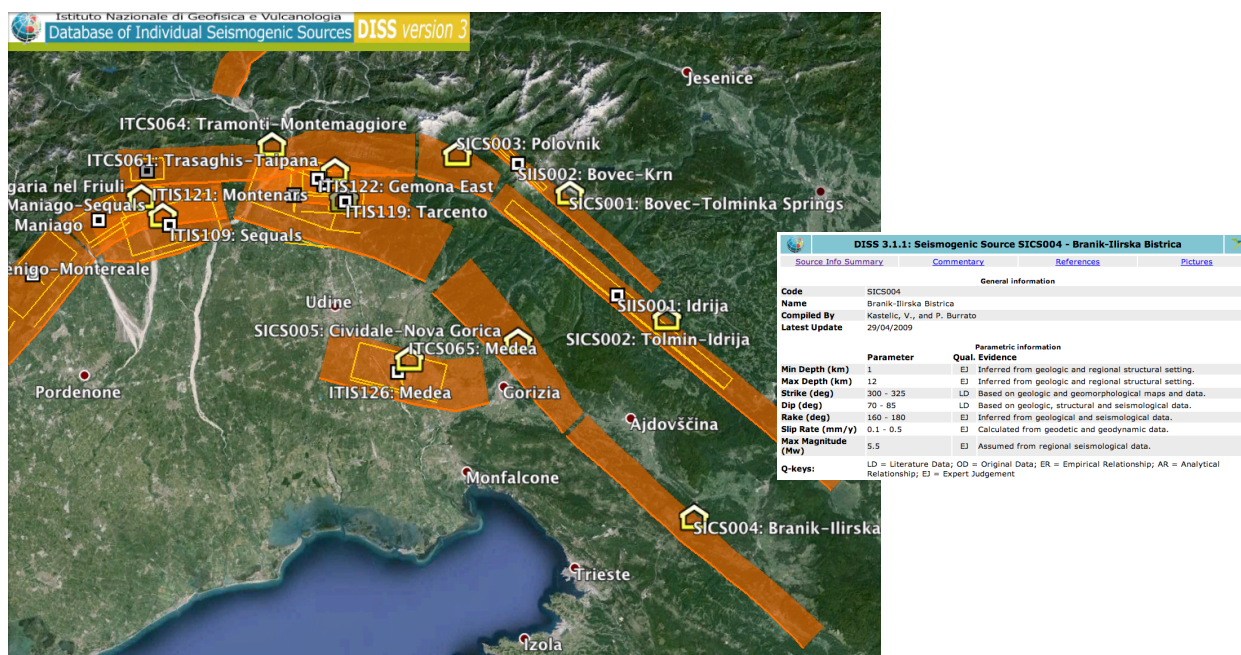 Istituto Nazionale di Geofisica e Vulcanologia
Database of Individual Seismogenic Sources DISS version 3
Jesenice
ITCS064: Tramonti-Montemaggiore
SICS003: Polovnik
ITCS061: Trasaghis-Taipana
SIIS002: Bovec-Krn
garia nel Friuli
ITIS121: Montenars
ITIS122: Gemona East
SICS001: Bovec-Tolminka Springs
Maniago-Sequals
ITIS119: Tarcento
Maniago
ITIS109: Sequals
enigo-Montereale
Udine
SIIS001: Idrija
SICS005: Cividale-Nova Gorica
SICS002: Tolmin-Idrija
ITCS065: Medea
Pordenone
ITIS126: Medea
Gorizia
Ajdovščina
Monfalcone
SICS004: Branik-Ilirska
Trieste
Izola
DISS 3.1.1: Seismogenic Source SICS004 - Branik-Ilirska Bistrica
Source Info Summary Commentary References Pictures
General information
Code SICS004
Name Branik-Ilirska Bistrica
Compiled By Kastelic, V., and P. Burrato
Latest Update 29/04/2009
Parametric information
Parameter Qual. Evidence
Min Depth (km) 1 EJ Inferred from geologic and regional structural setting.
Max Depth (km) 12 EJ Inferred from geologic and regional structural setting.
Strike (deg) 300 - 325 LD Based on geologic and geomorphological maps and data.
Dip (deg) 70 - 85 LD Based on geologic, structural and seismological data.
Rake (deg) 160 - 180 EJ Inferred from geological and seismological data.
Slip Rate (mm/y) 0.1 - 0.5 EJ Calculated from geodetic and geodynamic data.
Max Magnitude
(Mw) 5.5 EJ Assumed from regional seismological data.
Q-keys: LD = Literature Data; OD = Original Data; ER = Empirical Relationship; AR = Analytical
Relationship; EJ = Expert Judgement